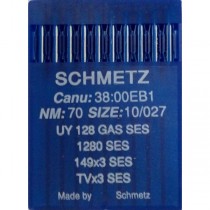 SCHMETZ
Canu: 38:00EB1
NM: 70 SIZE: 10/027
UY 128 GAS SES
1280 SES
149x3 SES
TVx3 SES
Made by Schmetz